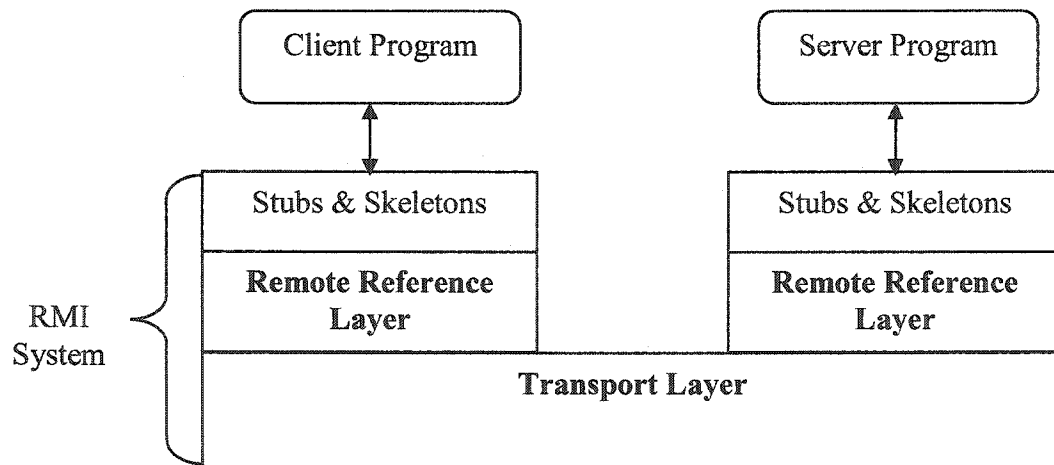 Client Program
Server Program
Stubs & Skeletons
Stubs & Skeletons
Remote Reference
Layer
Remote Reference
Layer
RMI
System
Transport Layer